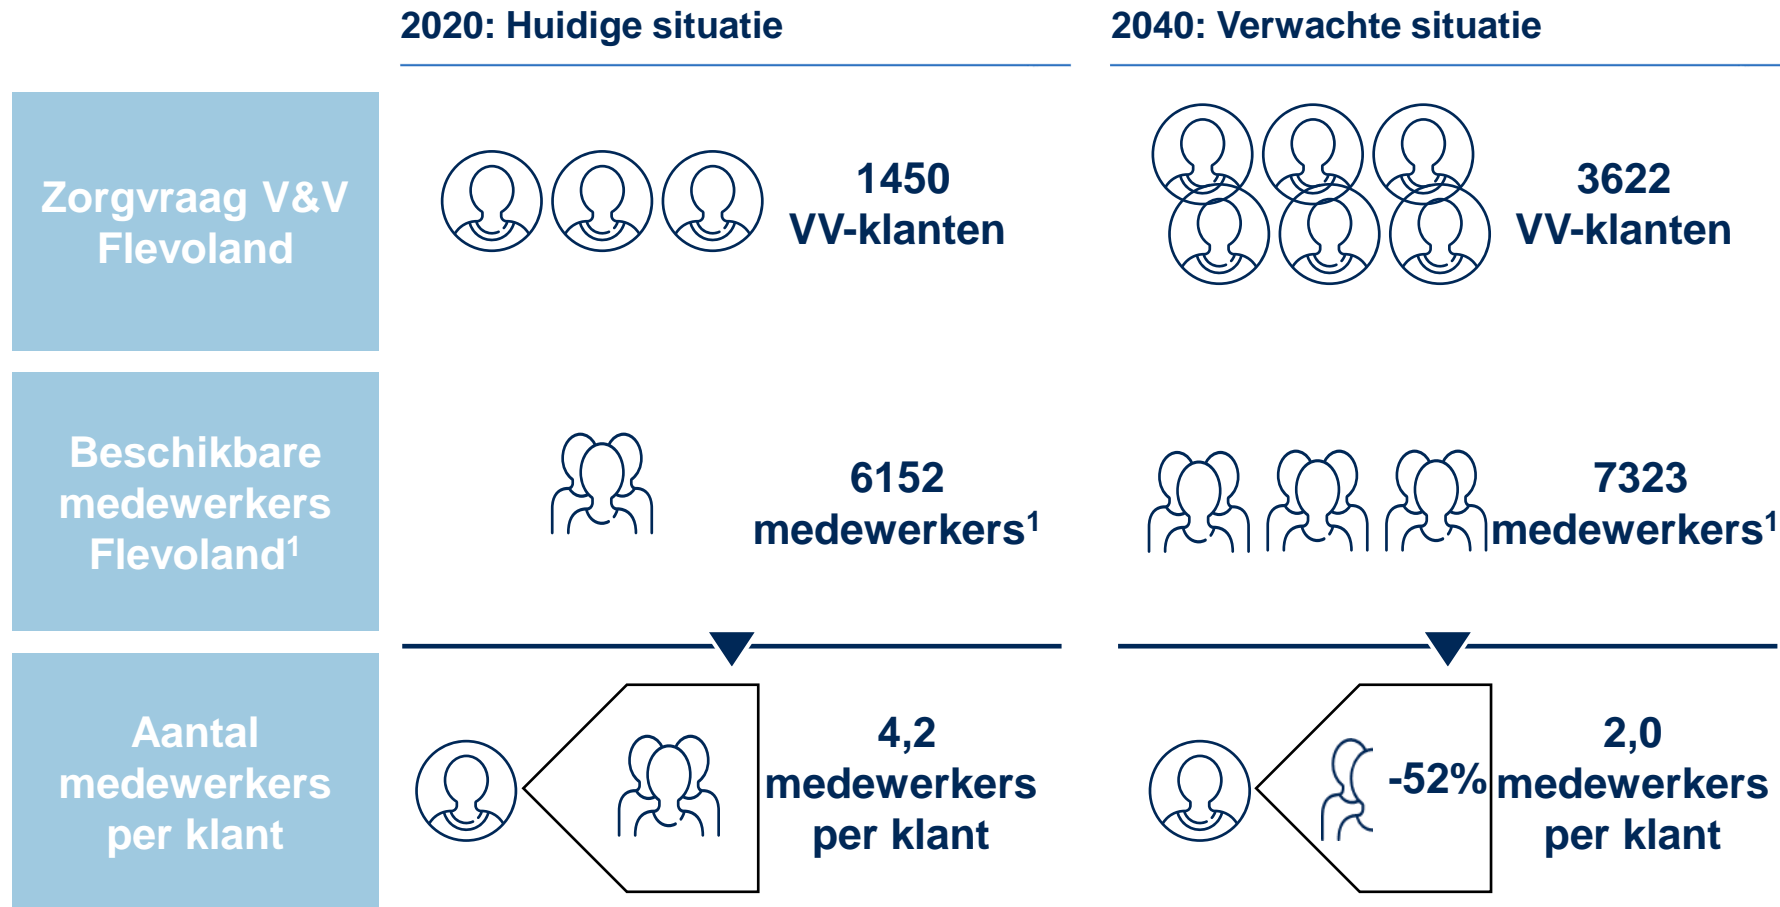 2020: Huidige situatie
2040: Verwachte situatie
Zorgvraag V&V
Flevoland
1450
VV-klanten
3622
VV-klanten
Beschikbare
medewerkers
Flevoland¹
6152
medewerkers¹
7323
medewerkers¹
Aantal
medewerkers
per klant
4,2
medewerkers
per klant
-52%
2,0
medewerkers
per klant